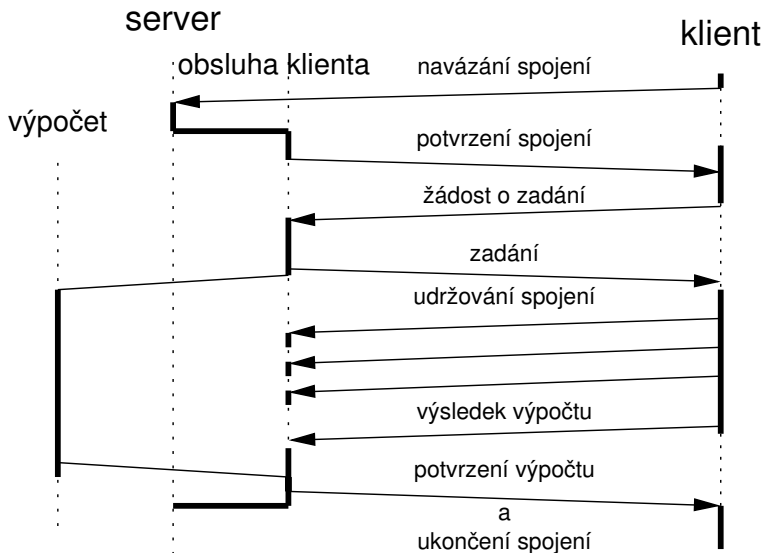 server
klient
obsluha klienta
navázání spojení
výpočet
potvrzení spojení
žádost o zadání
zadání
udržování spojení
výsledek výpočtu
potvrzení výpočtu
a
ukončení spojení